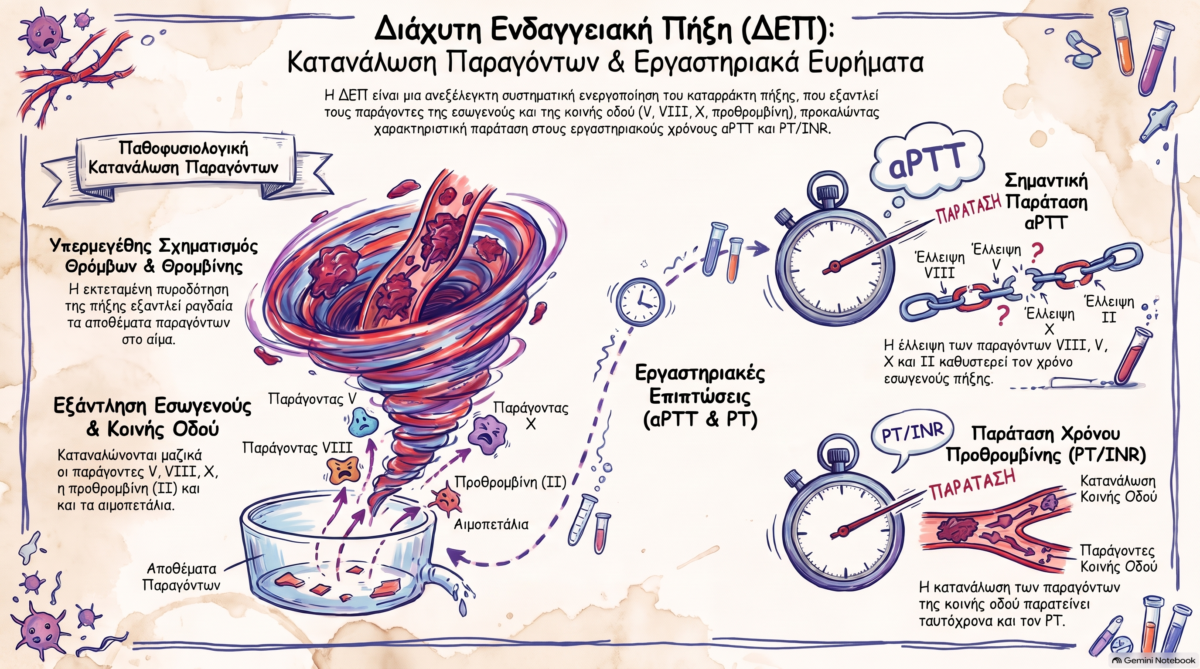 Διάχυτη Ενδαγγειακή Πήξη (ΔΕΠ):
Κατανάλωση Παραγόντων & Εργαστηριακά Ευρήματα
Η ΔΕΠ είναι μια ανεξέλεγκτη συστηματική ενεργοποίηση του καταρράκτη πήξης, που εξαντλεί
τους παράγοντες της εσωγενούς και της κοινής οδού (V, VIII, X, προθρομβίνη), προκαλώντας
χαρακτηριστική παράταση στους εργαστηριακούς χρόνους aPTT και PT/INR.
Παθοφυσιολογική
Κατανάλωση Παραγόντων
Υπερμεγέθης Σχηματισμός
Θρόμβων & Θρομβίνης
Η εκτεταμένη πυροδότηση
της πήξης εξαντλεί ραγδαία
τα αποθέματα παραγόντων
στο αίμα.
Εξάντληση Εσωγενούς
& Κοινής Οδού
Καταναλώνονται μαζικά
οι παράγοντες V, VIII, X,
η προθρομβίνη (II) και
και τα αιμοπετάλια.
Παράγοντας V
Παράγοντας VIII
Παράγοντας
X
Προθρομβίνη (II)
Αιμοπετάλια
Αποθέματα
Παραγόντων
Εργαστηριακές
Επιπτώσεις
(aPTT & PT)
aPTT
ΠΑΡΑΤΑΣΗ
Σημαντική
Παράταση
aPTT
Έλλειψη
VIII
Έλλειψη
V
?
?
Έλλειψη
X
Έλλειψη
II
Η έλλειψη των παραγόντων VIII, V,
X και II καθυστερεί τον χρόνο
εσωγενούς πήξης.
PT/INR
ΠΑΡΑΤΑΣΗ
Παράταση Χρόνου
Προθρομβίνης (PT/INR)
Κατανάλωση
Κοινής Οδού
Παράγοντες
Κοινής Οδού
Η κατανάλωση των παραγόντων
της κοινής οδού παρατείνει
ταυτόχρονα και τον PT.
Gemini Notebook